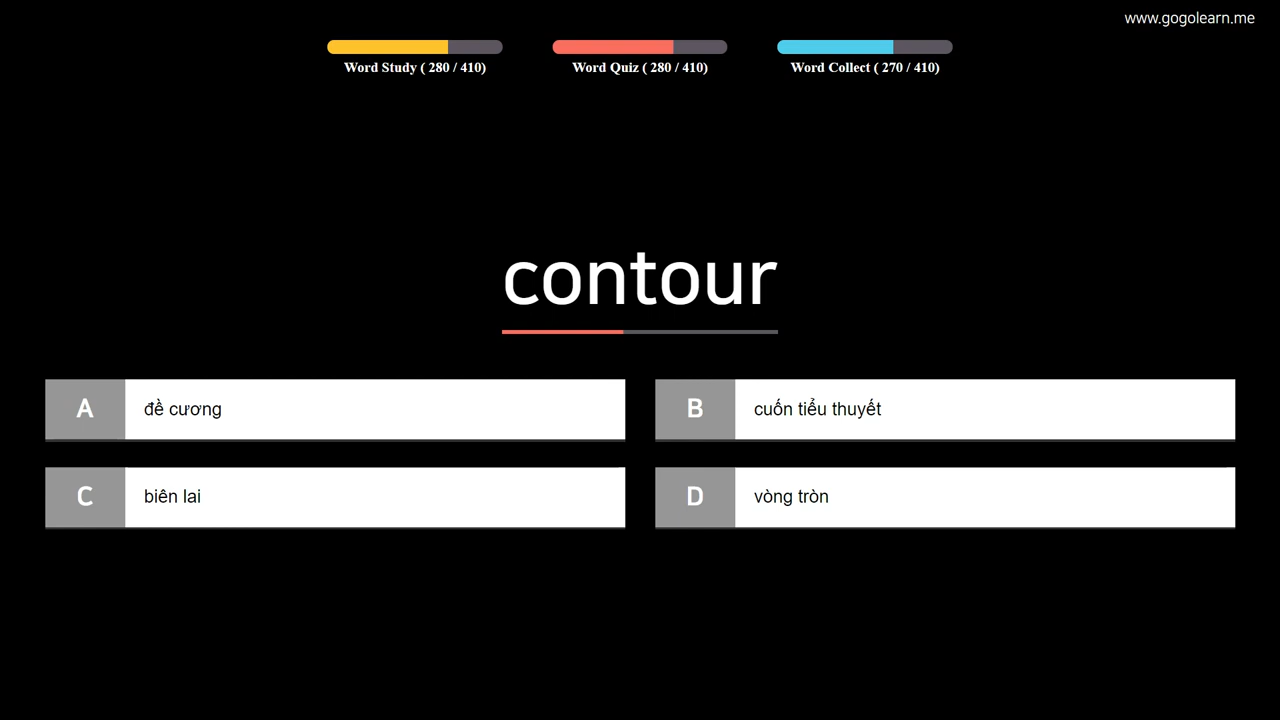 www.gogolearn.me
Word Study ( 280 / 410)
Word Quiz ( 280 / 410)
Word Collect ( 270 / 410)
contour
A
đề cương
B
cuốn tiểu thuyết
C
biên lai
D
vòng tròn